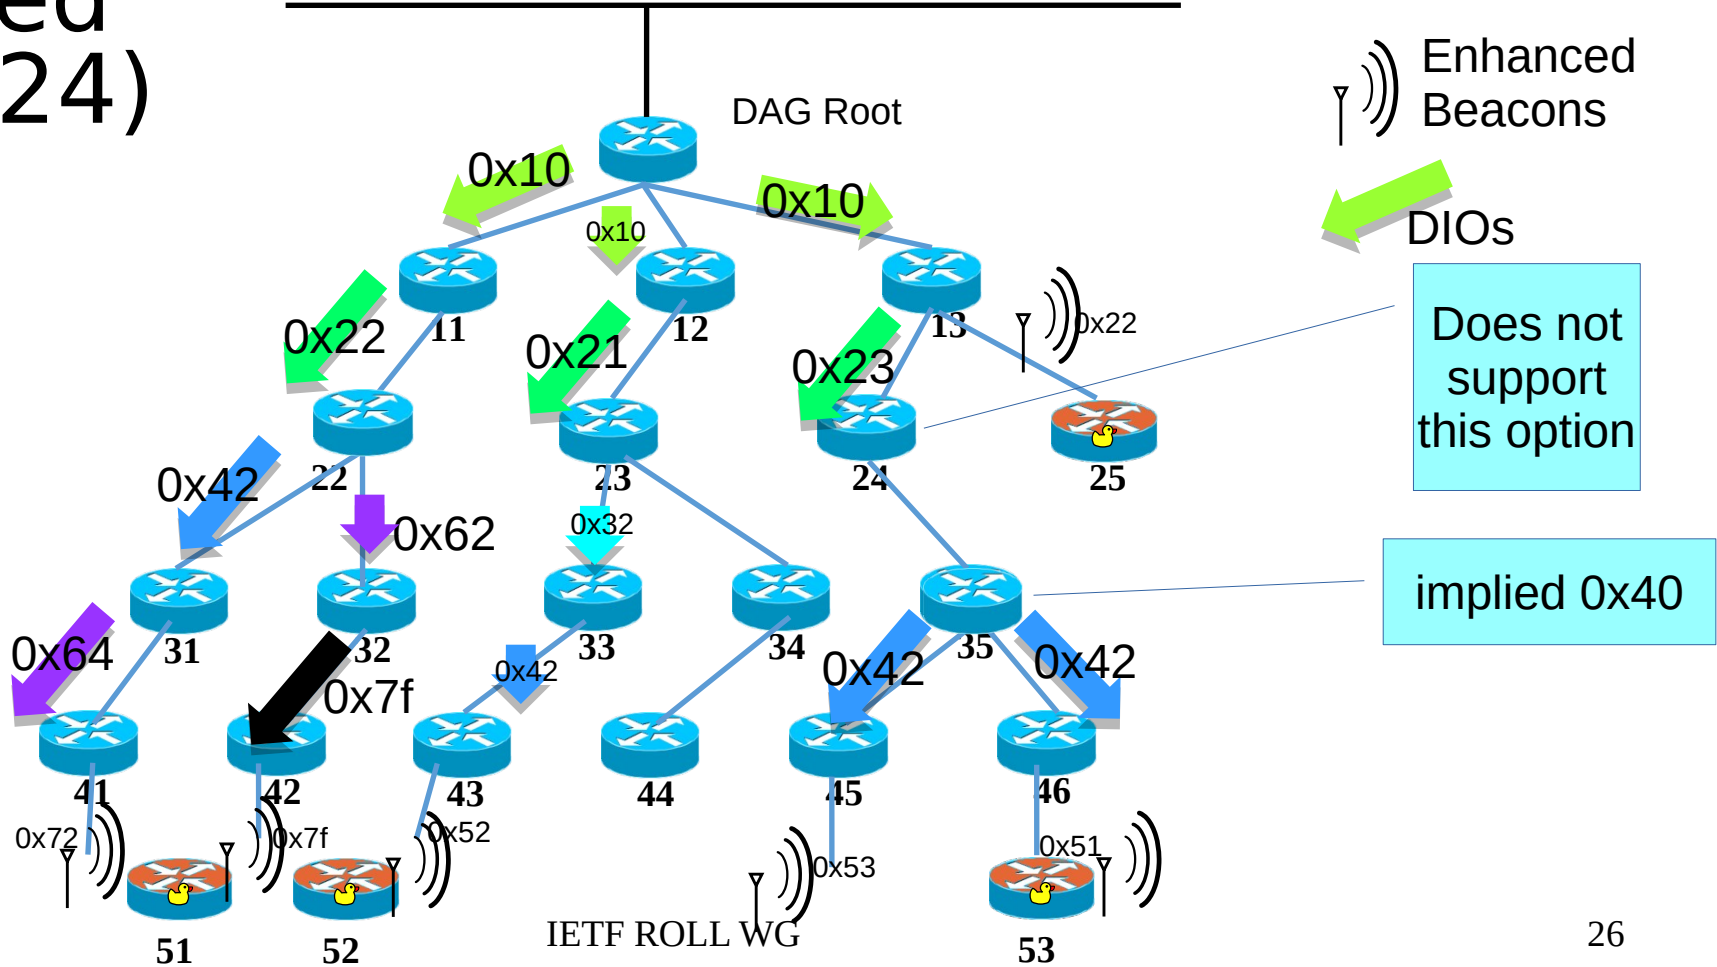 ed
24)
Enhanced
Beacons
DAG Root
0x10
0x10
0x10
DIOs
11
12
13
0x22
0x22
0x21
0x23
Does not
support
this option
22
23
24
25
0x42
0x62
0x32
implied 0x40
31
32
33
34
35
0x64
0x7f
0x42
0x42
0x42
41
42
43
44
45
46
0x72
0x7f
0x52
0x53
0x51
51
52
53
IETF ROLL WG
26